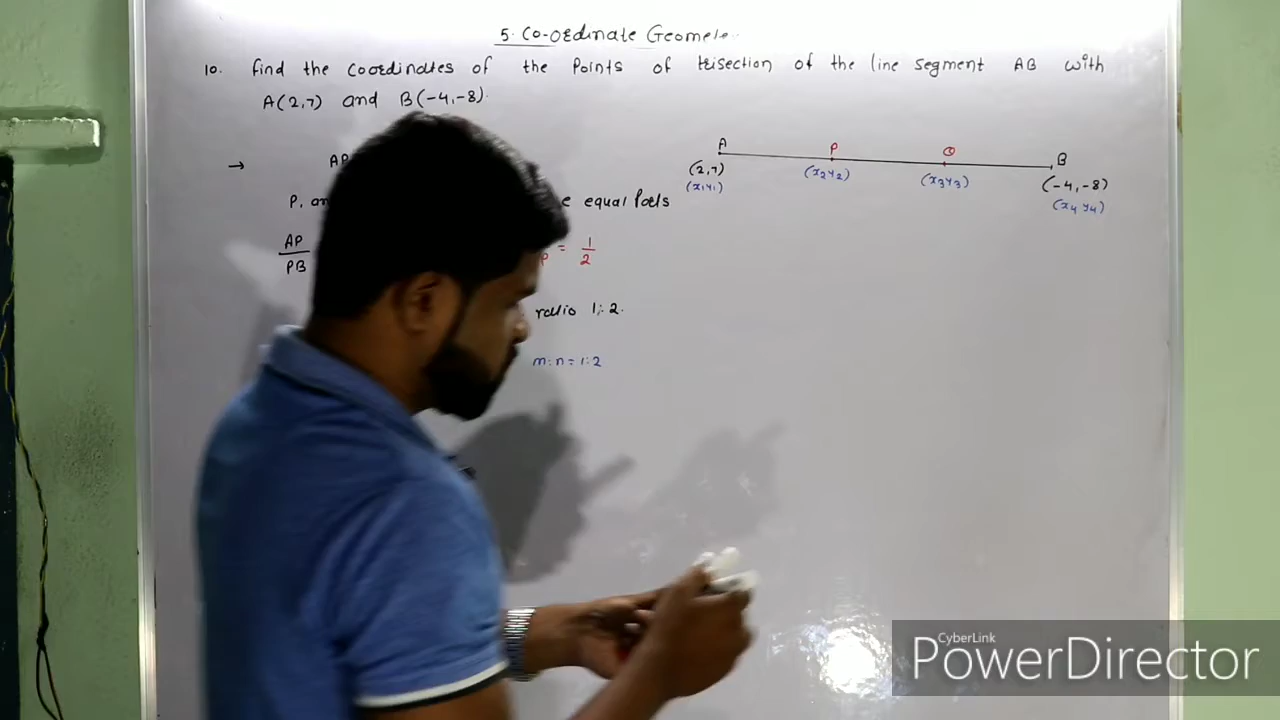 5. Co-ordinate Geomete
10. find the coordinates of the Points of trisection of the line segment AB with
A(2,7) and B(-4,-8).
A P Q B
(2,7) (x2y2) (x3y3) (-4,-8)
(x1y1) (x4 y4)
→ AP
P, an e equal Parts
AP
PB
P = 1
2
ratio 1:2.
m:n = 1:2
CyberLink
PowerDirector